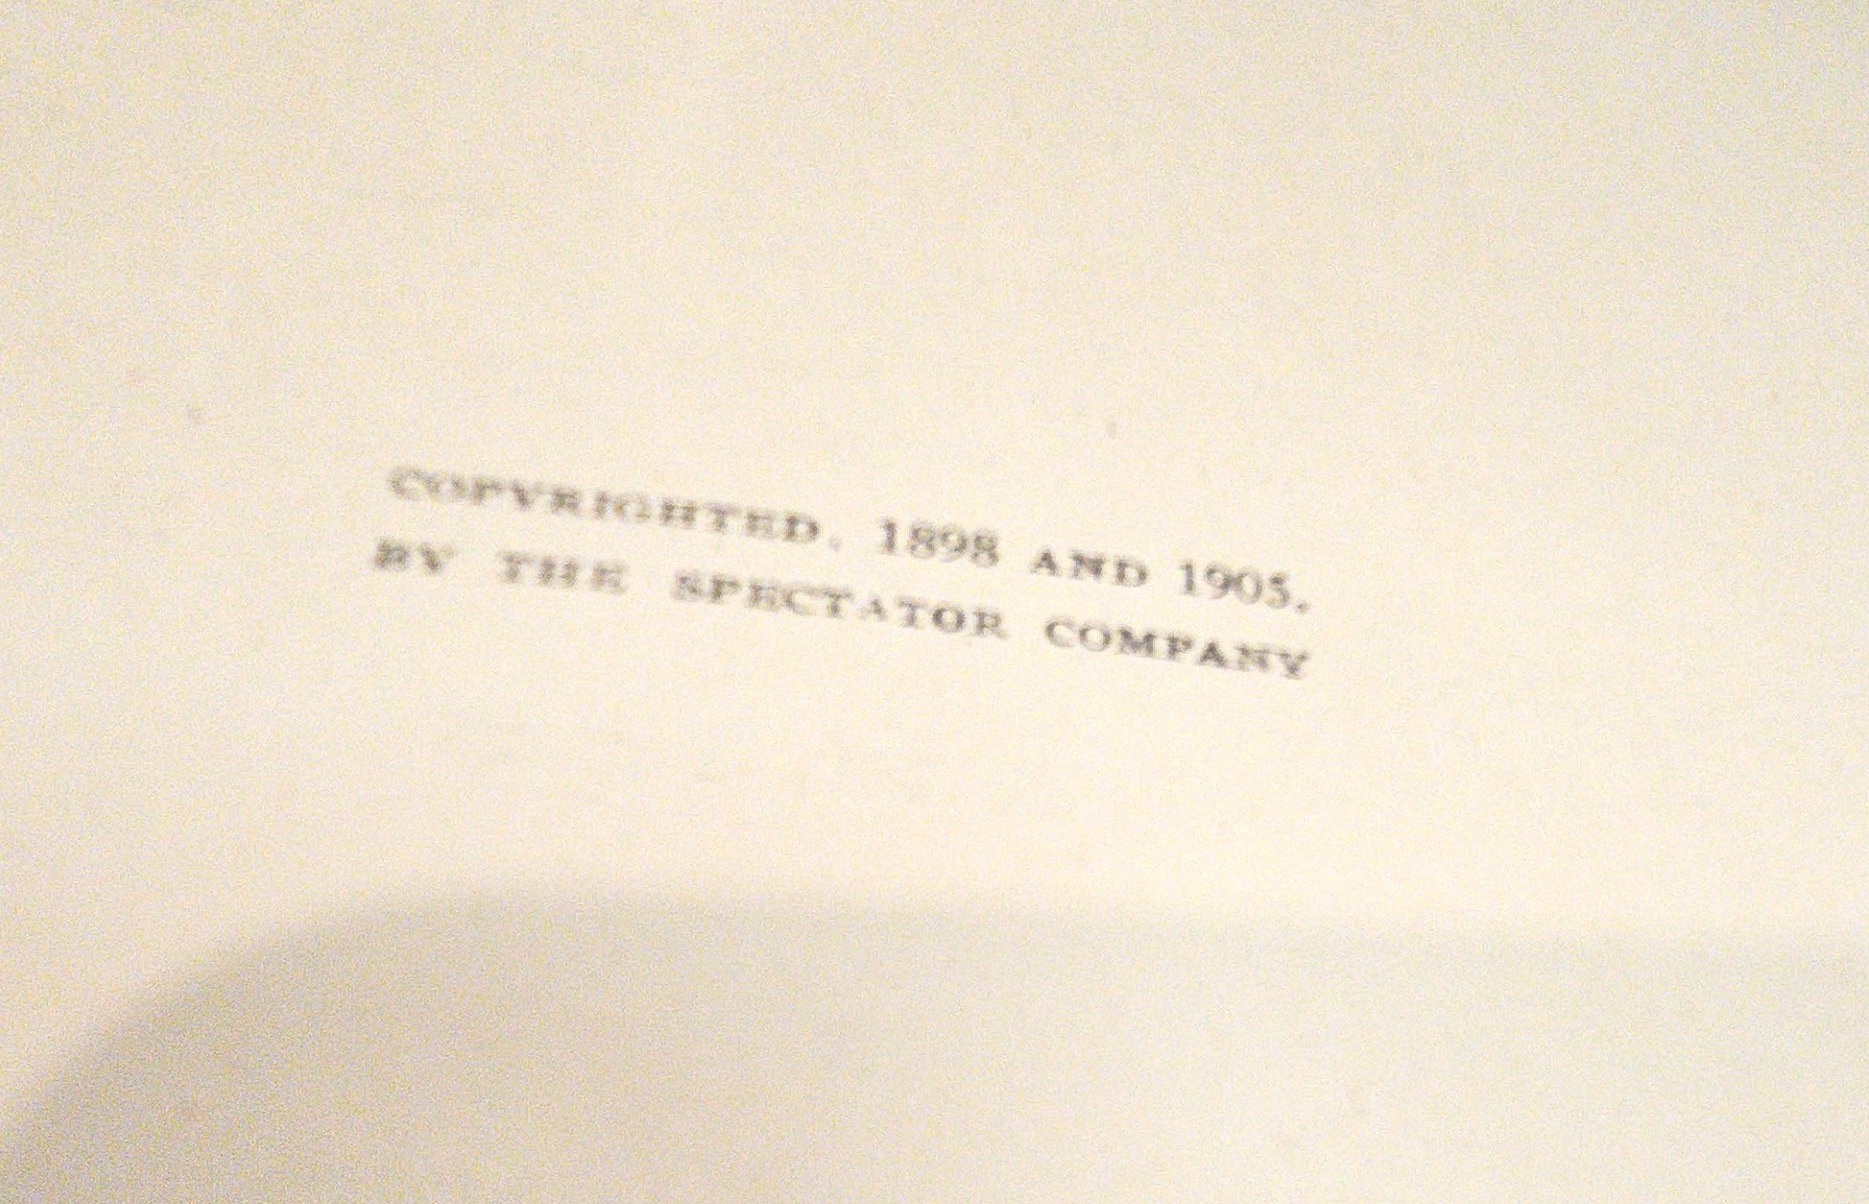 COPYRIGHTED, 1898 AND 1905,
BY THE SPECTATOR COMPANY